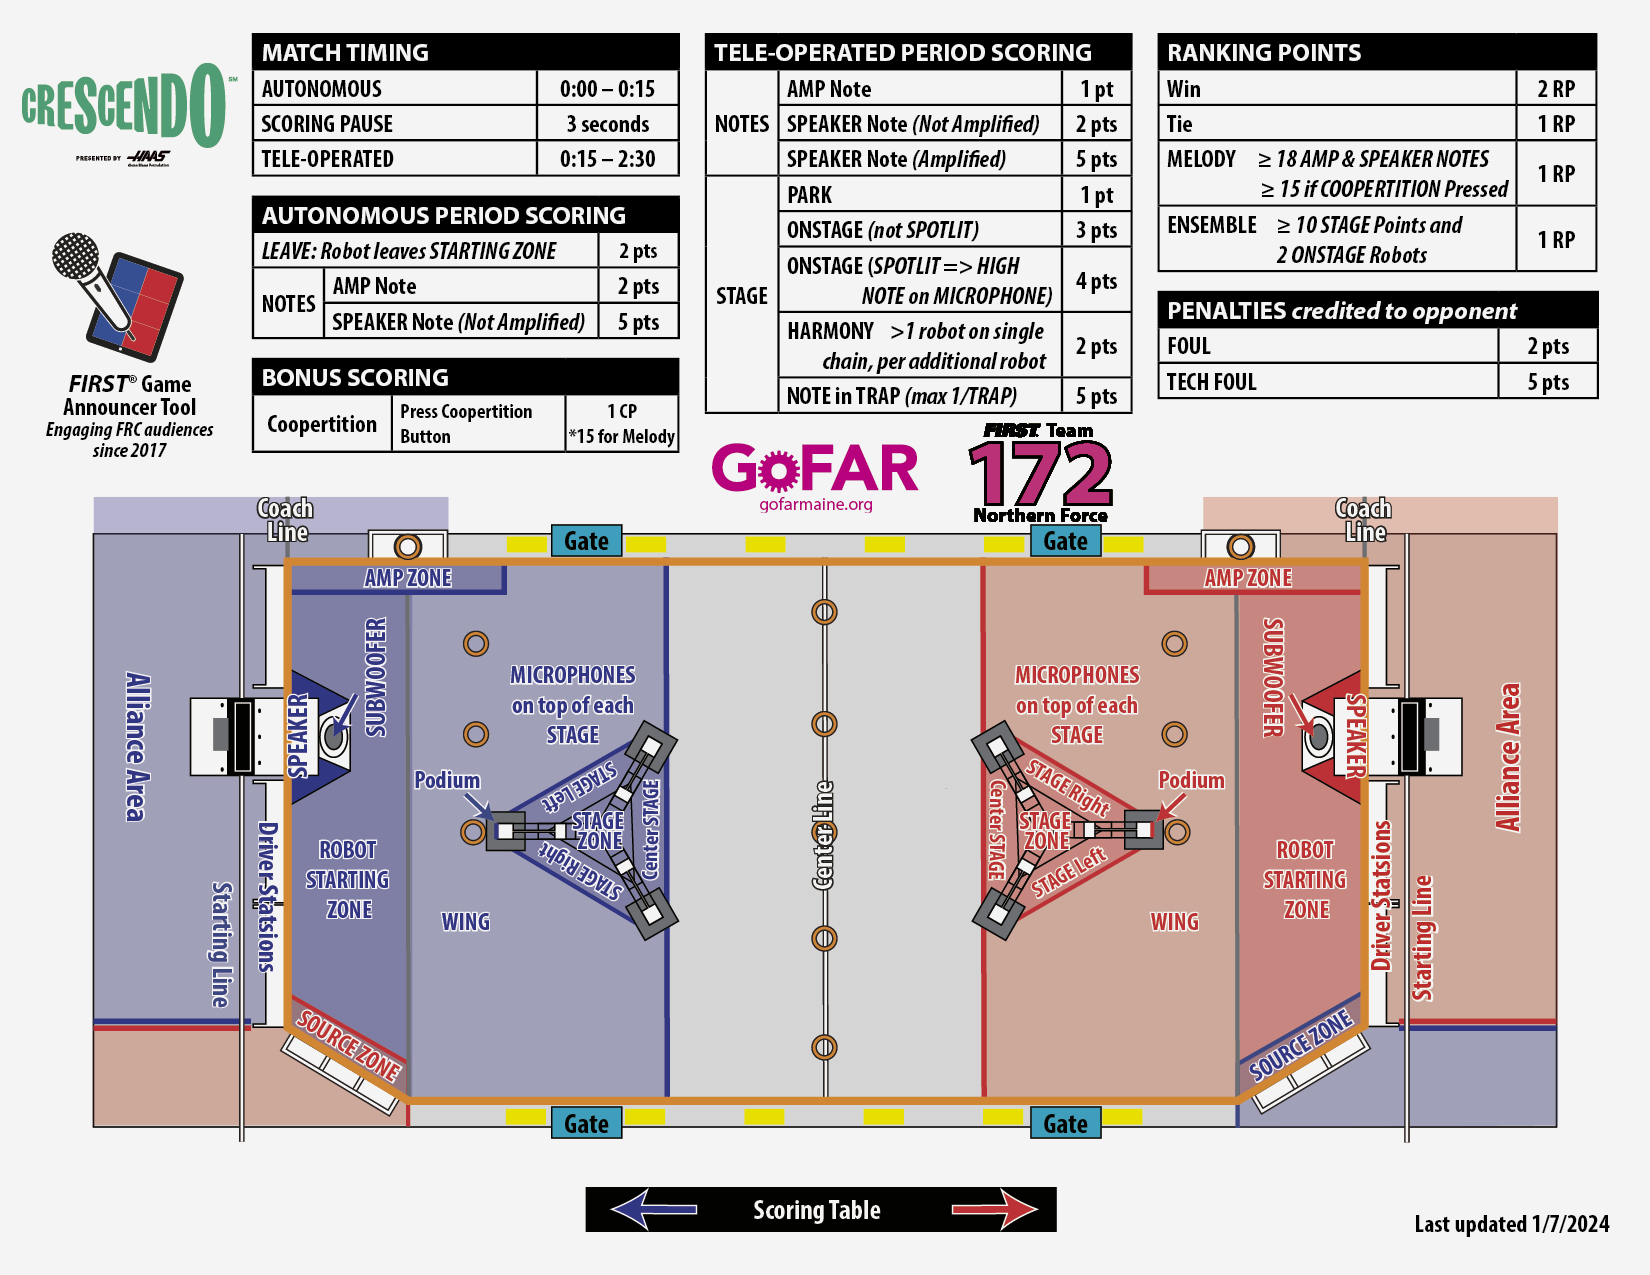 CRESCENDO
SM
PRESENTED BY HAAS
Gene Haas Foundation
FIRST® Game
Announcer Tool
Engaging FRC audiences
since 2017
MATCH TIMING
AUTONOMOUS 0:00 – 0:15
SCORING PAUSE 3 seconds
TELE-OPERATED 0:15 – 2:30
AUTONOMOUS PERIOD SCORING
LEAVE: Robot leaves STARTING ZONE 2 pts
NOTES
AMP Note 2 pts
SPEAKER Note (Not Amplified) 5 pts
BONUS SCORING
Coopertition
Press Coopertition
Button
1 CP
*15 for Melody
TELE-OPERATED PERIOD SCORING
NOTES
AMP Note 1 pt
SPEAKER Note (Not Amplified) 2 pts
SPEAKER Note (Amplified) 5 pts
STAGE
PARK 1 pt
ONSTAGE (not SPOTLIT) 3 pts
ONSTAGE (SPOTLIT => HIGH
NOTE on MICROPHONE) 4 pts
HARMONY >1 robot on single
chain, per additional robot 2 pts
NOTE in TRAP (max 1/TRAP) 5 pts
RANKING POINTS
Win 2 RP
Tie 1 RP
MELODY ≥ 18 AMP & SPEAKER NOTES
≥ 15 if COOPERTITION Pressed 1 RP
ENSEMBLE ≥ 10 STAGE Points and
2 ONSTAGE Robots 1 RP
PENALTIES credited to opponent
FOUL 2 pts
TECH FOUL 5 pts
GoFAR
gofarmaine.org
FIRST Team
172
Northern Force
Coach
Line
Gate
Gate
Coach
Line
AMP ZONE
AMP ZONE
Alliance Area
SPEAKER
SUBWOOFER
MICROPHONES
on top of each
STAGE
Podium
STAGE Left
STAGE
ZONE
Center STAGE
STAGE Right
ROBOT
STARTING
ZONE
WING
Starting Line
Driver Statsions
SOURCE ZONE
Center Line
MICROPHONES
on top of each
STAGE
Podium
STAGE Right
STAGE
ZONE
Center STAGE
STAGE Left
WING
SUBWOOFER
SPEAKER
ROBOT
STARTING
ZONE
Driver Statsions
Starting Line
Alliance Area
SOURCE ZONE
Gate
Gate
Scoring Table
Last updated 1/7/2024